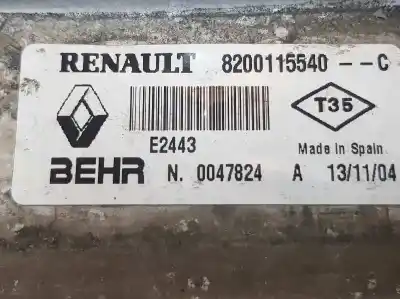 RENAULT 8200115540 -- C
T35
E2443
Made in Spain
BEHR N. 0047824 A 13/11/04